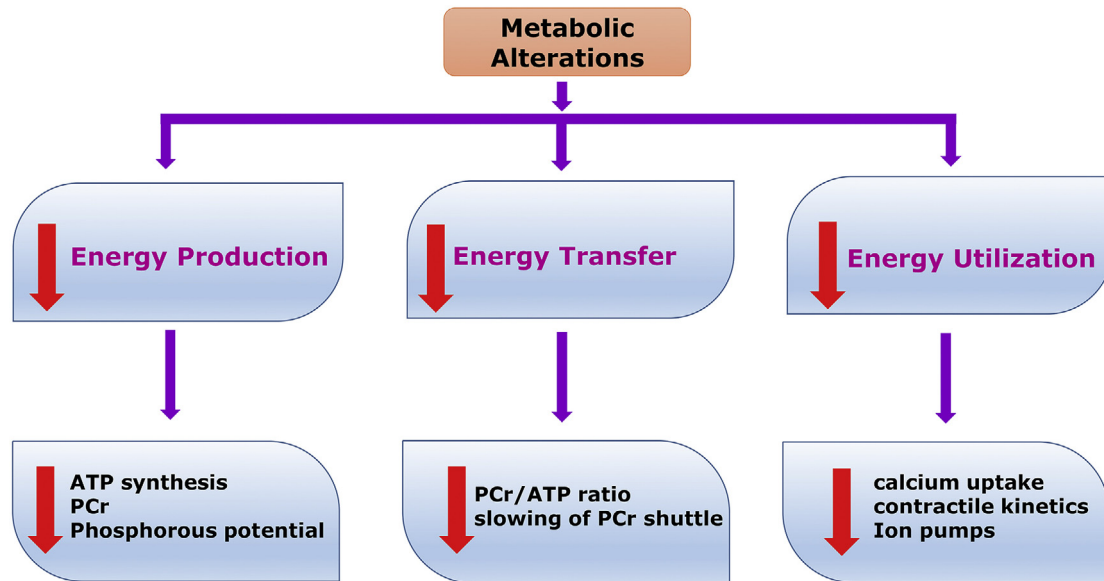 Metabolic
Alterations
Energy Production
Energy Transfer
Energy Utilization
ATP synthesis
PCr
Phosphorous potential
PCr/ATP ratio
slowing of PCr shuttle
calcium uptake
contractile kinetics
Ion pumps